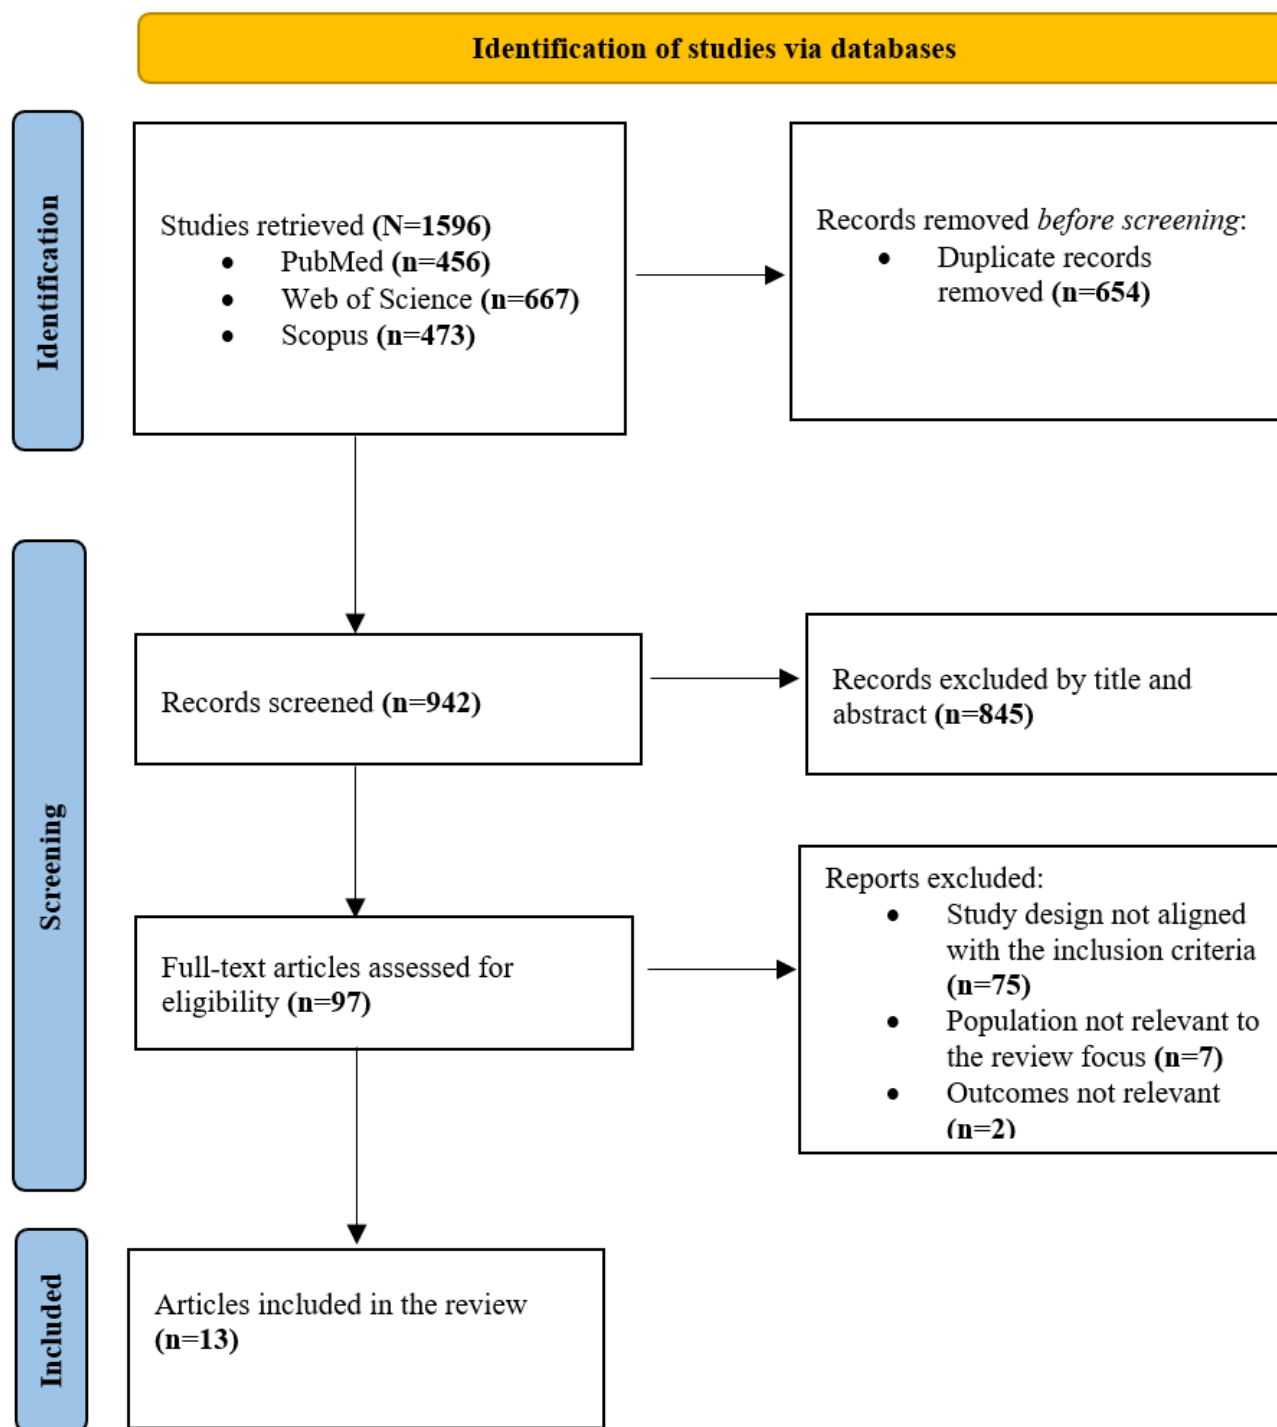 Identification of studies via databases
Identification
Studies retrieved (N=1596)
● PubMed (n=456)
● Web of Science (n=667)
● Scopus (n=473)
Records removed before screening:
● Duplicate records
removed (n=654)
Screening
Records screened (n=942)
Records excluded by title and
abstract (n=845)
Full-text articles assessed for
eligibility (n=97)
Reports excluded:
● Study design not aligned
with the inclusion criteria
(n=75)
● Population not relevant to
the review focus (n=7)
● Outcomes not relevant
(n=2)
Included
Articles included in the review
(n=13)